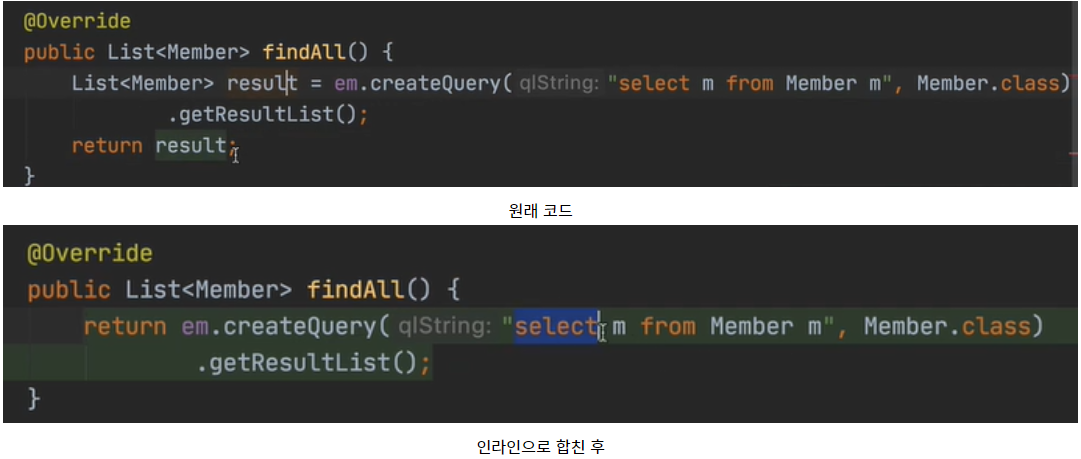 @Override
public List<Member> findAll() {
List<Member> result = em.createQuery( qlString: "select m from Member m", Member.class)
.getResultList();
return result;
}
원래 코드
@Override
public List<Member> findAll() {
return em.createQuery( qlString: "select m from Member m", Member.class)
.getResultList();
}
인라인으로 합친 후